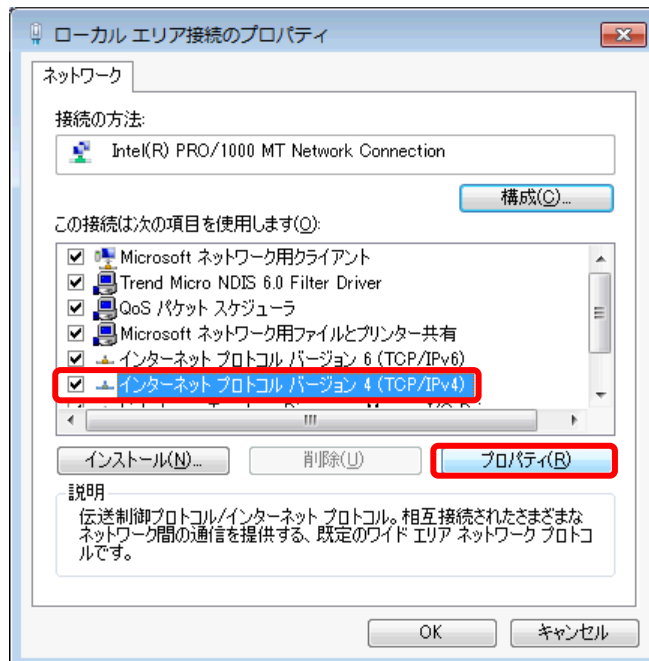 ローカル エリア接続のプロパティ
ネットワーク
接続の方法:
Intel(R) PRO/1000 MT Network Connection
構成(C)...
この接続は次の項目を使用します(O):
Microsoft ネットワーク用クライアント
Trend Micro NDIS 6.0 Filter Driver
QoS パケット スケジューラ
Microsoft ネットワーク用ファイルとプリンター共有
インターネット プロトコル バージョン 6 (TCP/IPv6)
インターネット プロトコル バージョン 4 (TCP/IPv4)
インストール(N)...
削除(U)
プロパティ(R)
説明
伝送制御プロトコル/インターネット プロトコル。相互接続されたさまざまな
ネットワーク間の通信を提供する、既定のワイド エリア ネットワーク プロトコ
ルです。
OK
キャンセル